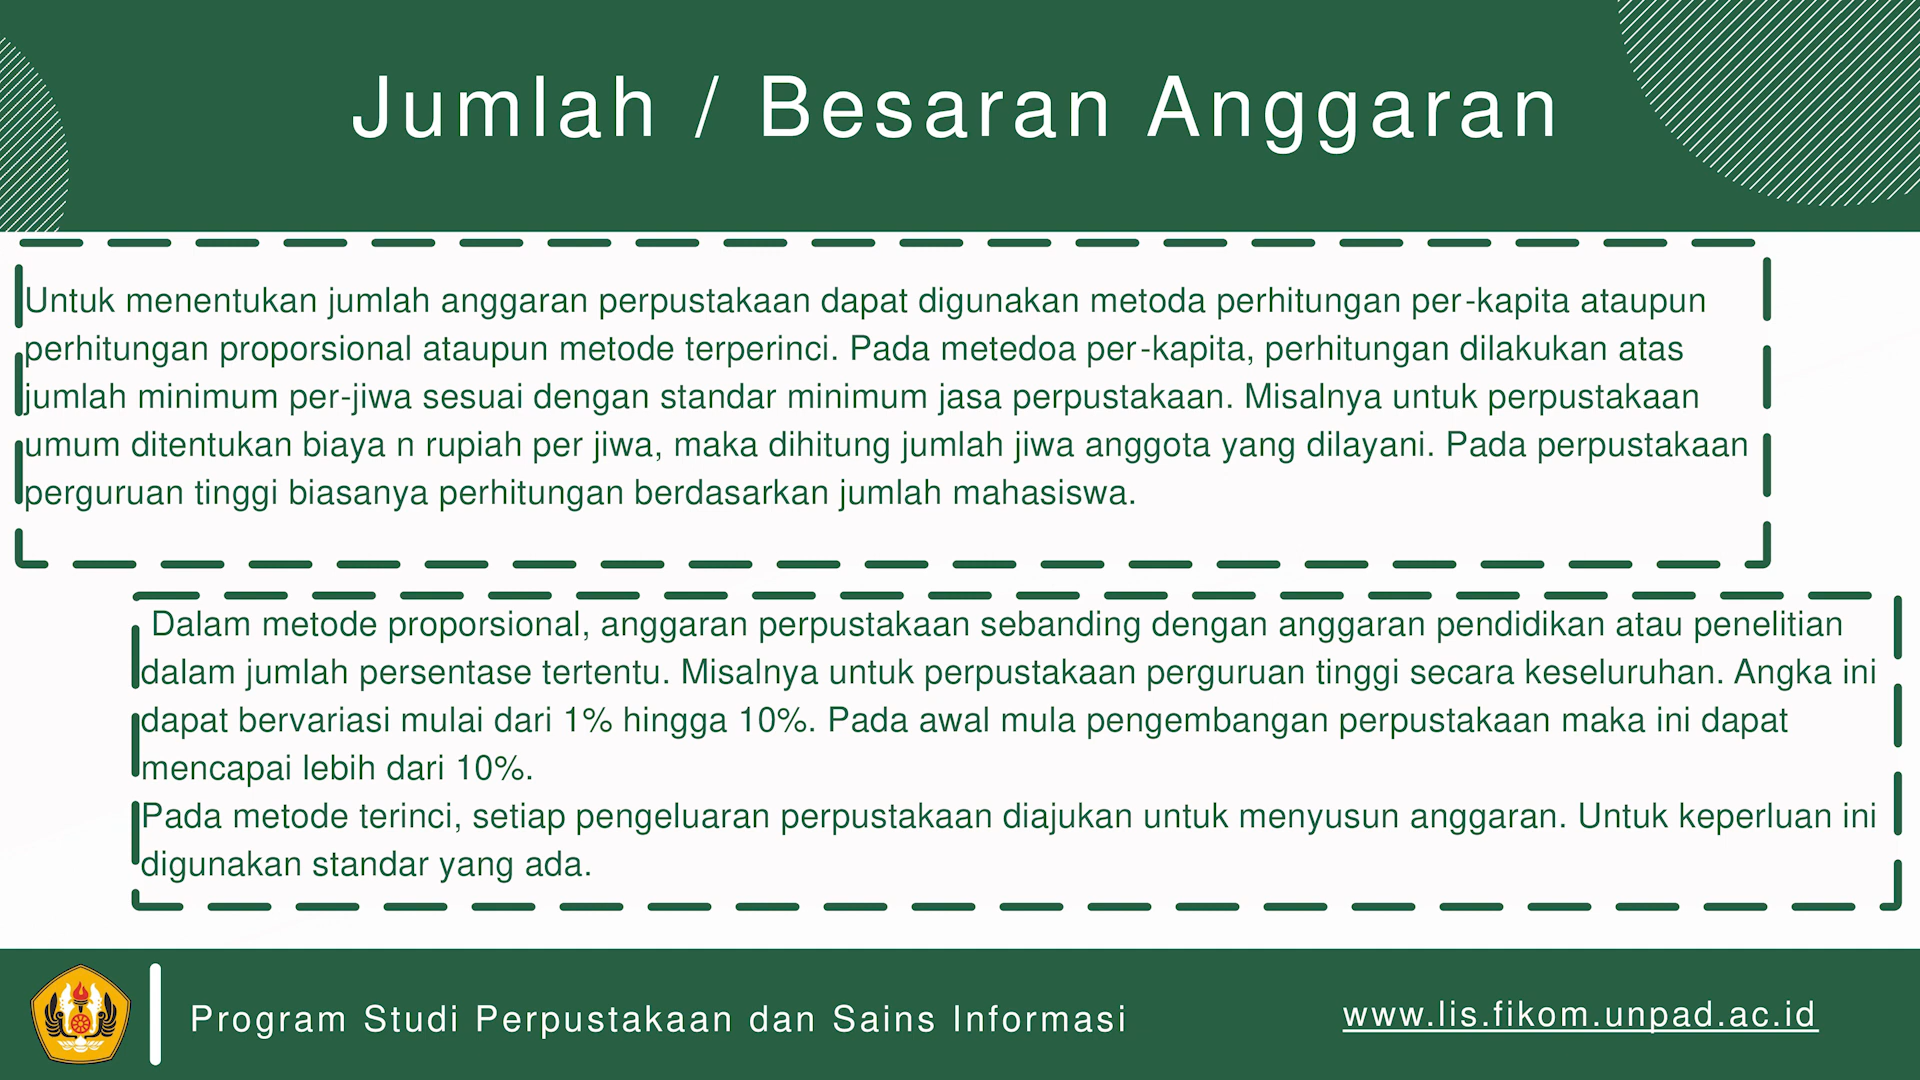 Jumlah / Besaran Anggaran
Untuk menentukan jumlah anggaran perpustakaan dapat digunakan metoda perhitungan per-kapita ataupun
perhitungan proporsional ataupun metode terperinci. Pada metedoa per-kapita, perhitungan dilakukan atas
jumlah minimum per-jiwa sesuai dengan standar minimum jasa perpustakaan. Misalnya untuk perpustakaan
umum ditentukan biaya n rupiah per jiwa, maka dihitung jumlah jiwa anggota yang dilayani. Pada perpustakaan
perguruan tinggi biasanya perhitungan berdasarkan jumlah mahasiswa.
Dalam metode proporsional, anggaran perpustakaan sebanding dengan anggaran pendidikan atau penelitian
dalam jumlah persentase tertentu. Misalnya untuk perpustakaan perguruan tinggi secara keseluruhan. Angka ini
dapat bervariasi mulai dari 1% hingga 10%. Pada awal mula pengembangan perpustakaan maka ini dapat
mencapai lebih dari 10%.
Pada metode terinci, setiap pengeluaran perpustakaan diajukan untuk menyusun anggaran. Untuk keperluan ini
digunakan standar yang ada.
Program Studi Perpustakaan dan Sains Informasi
www.lis.fikom.unpad.ac.id